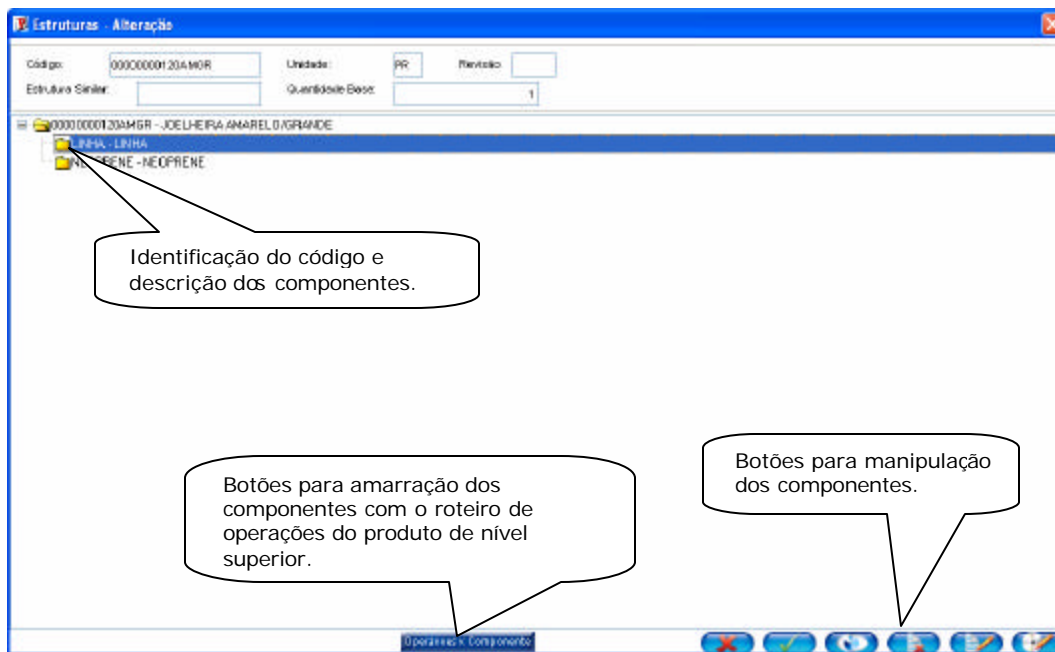 Estruturas - Alteração
Código: 00000000120AMGR Unidade: PR Revisão
Estrutura Similar: Quantidade Base: 1
00000000120AMGR - JOELHEIRA AMARELO/GRANDE
LINHA - LINHA
NEOPRENE - NEOPRENE
Identificação do código e
descrição dos componentes.
Botões para amarração dos
componentes com o roteiro de
operações do produto de nível
superior.
Botões para manipulação
dos componentes.
Operações x Componente